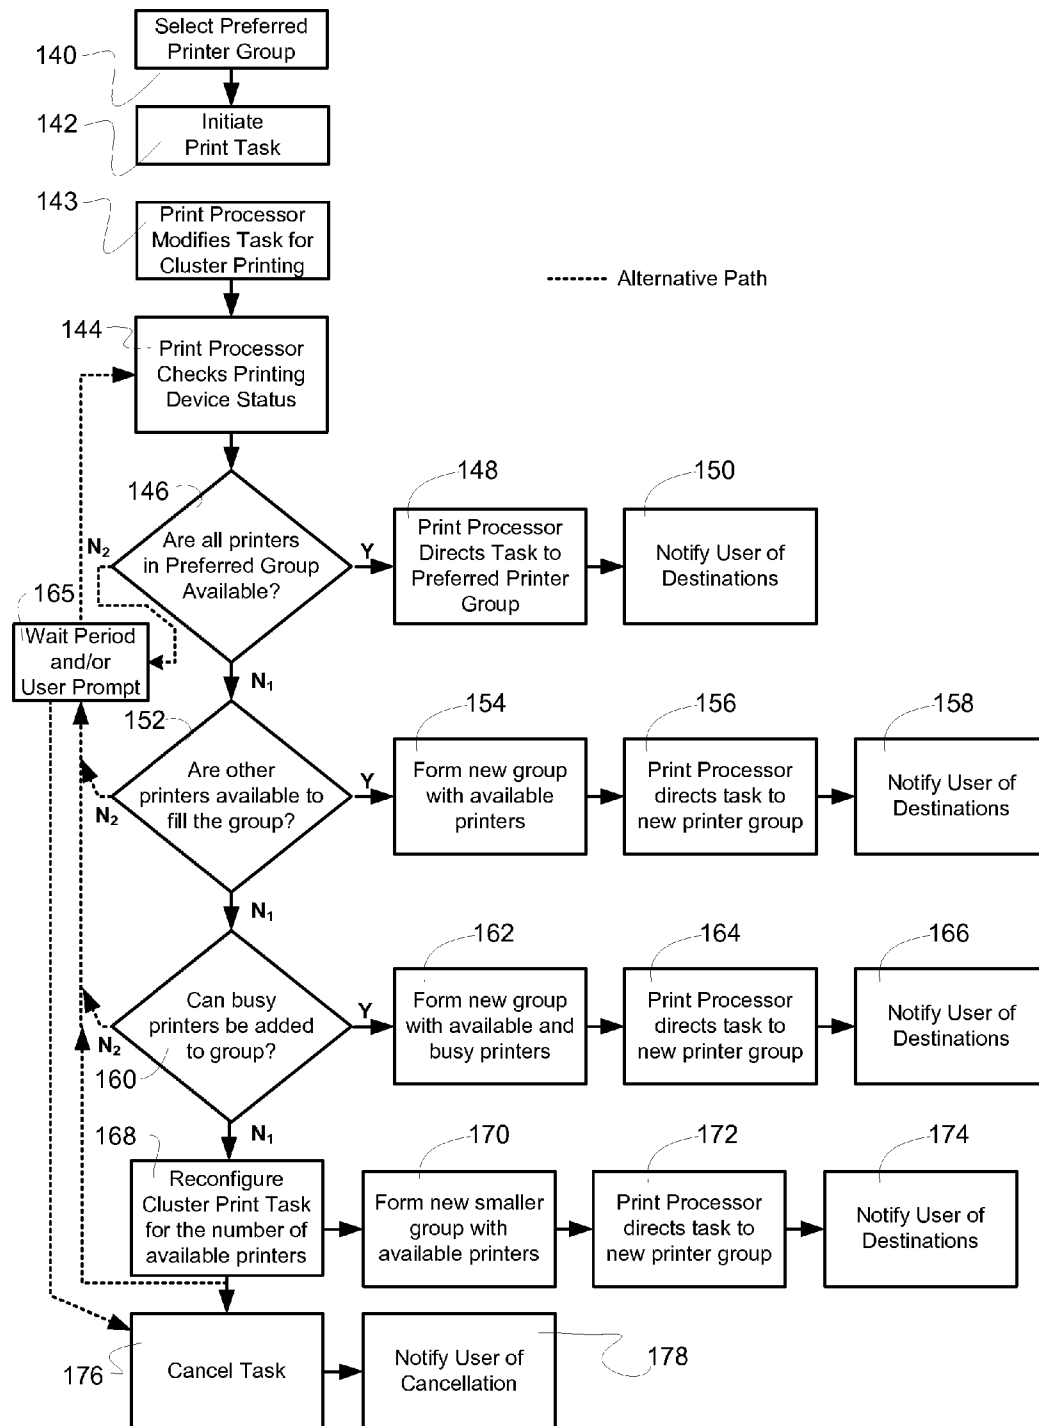 Select Preferred
Printer Group
140
Initiate
Print Task
142
143
Print Processor
Modifies Task for
Cluster Printing
Alternative Path
144
Print Processor
Checks Printing
Device Status
146
Are all printers
in Preferred Group
Available?
N2
Y
N1
148
Print Processor
Directs Task to
Preferred Printer
Group
150
Notify User of
Destinations
165
Wait Period
and/or
User Prompt
152
Are other
printers available to
fill the group?
N2
Y
N1
154
Form new group
with available
printers
156
Print Processor
directs task to
new printer group
158
Notify User of
Destinations
Can busy
printers be added
to group?
160
N2
Y
N1
162
Form new group
with available and
busy printers
164
Print Processor
directs task to
new printer group
166
Notify User of
Destinations
168
Reconfigure
Cluster Print Task
for the number of
available printers
170
Form new smaller
group with
available printers
172
Print Processor
directs task to
new printer group
174
Notify User of
Destinations
176
Cancel Task
Notify User of
Cancellation
178